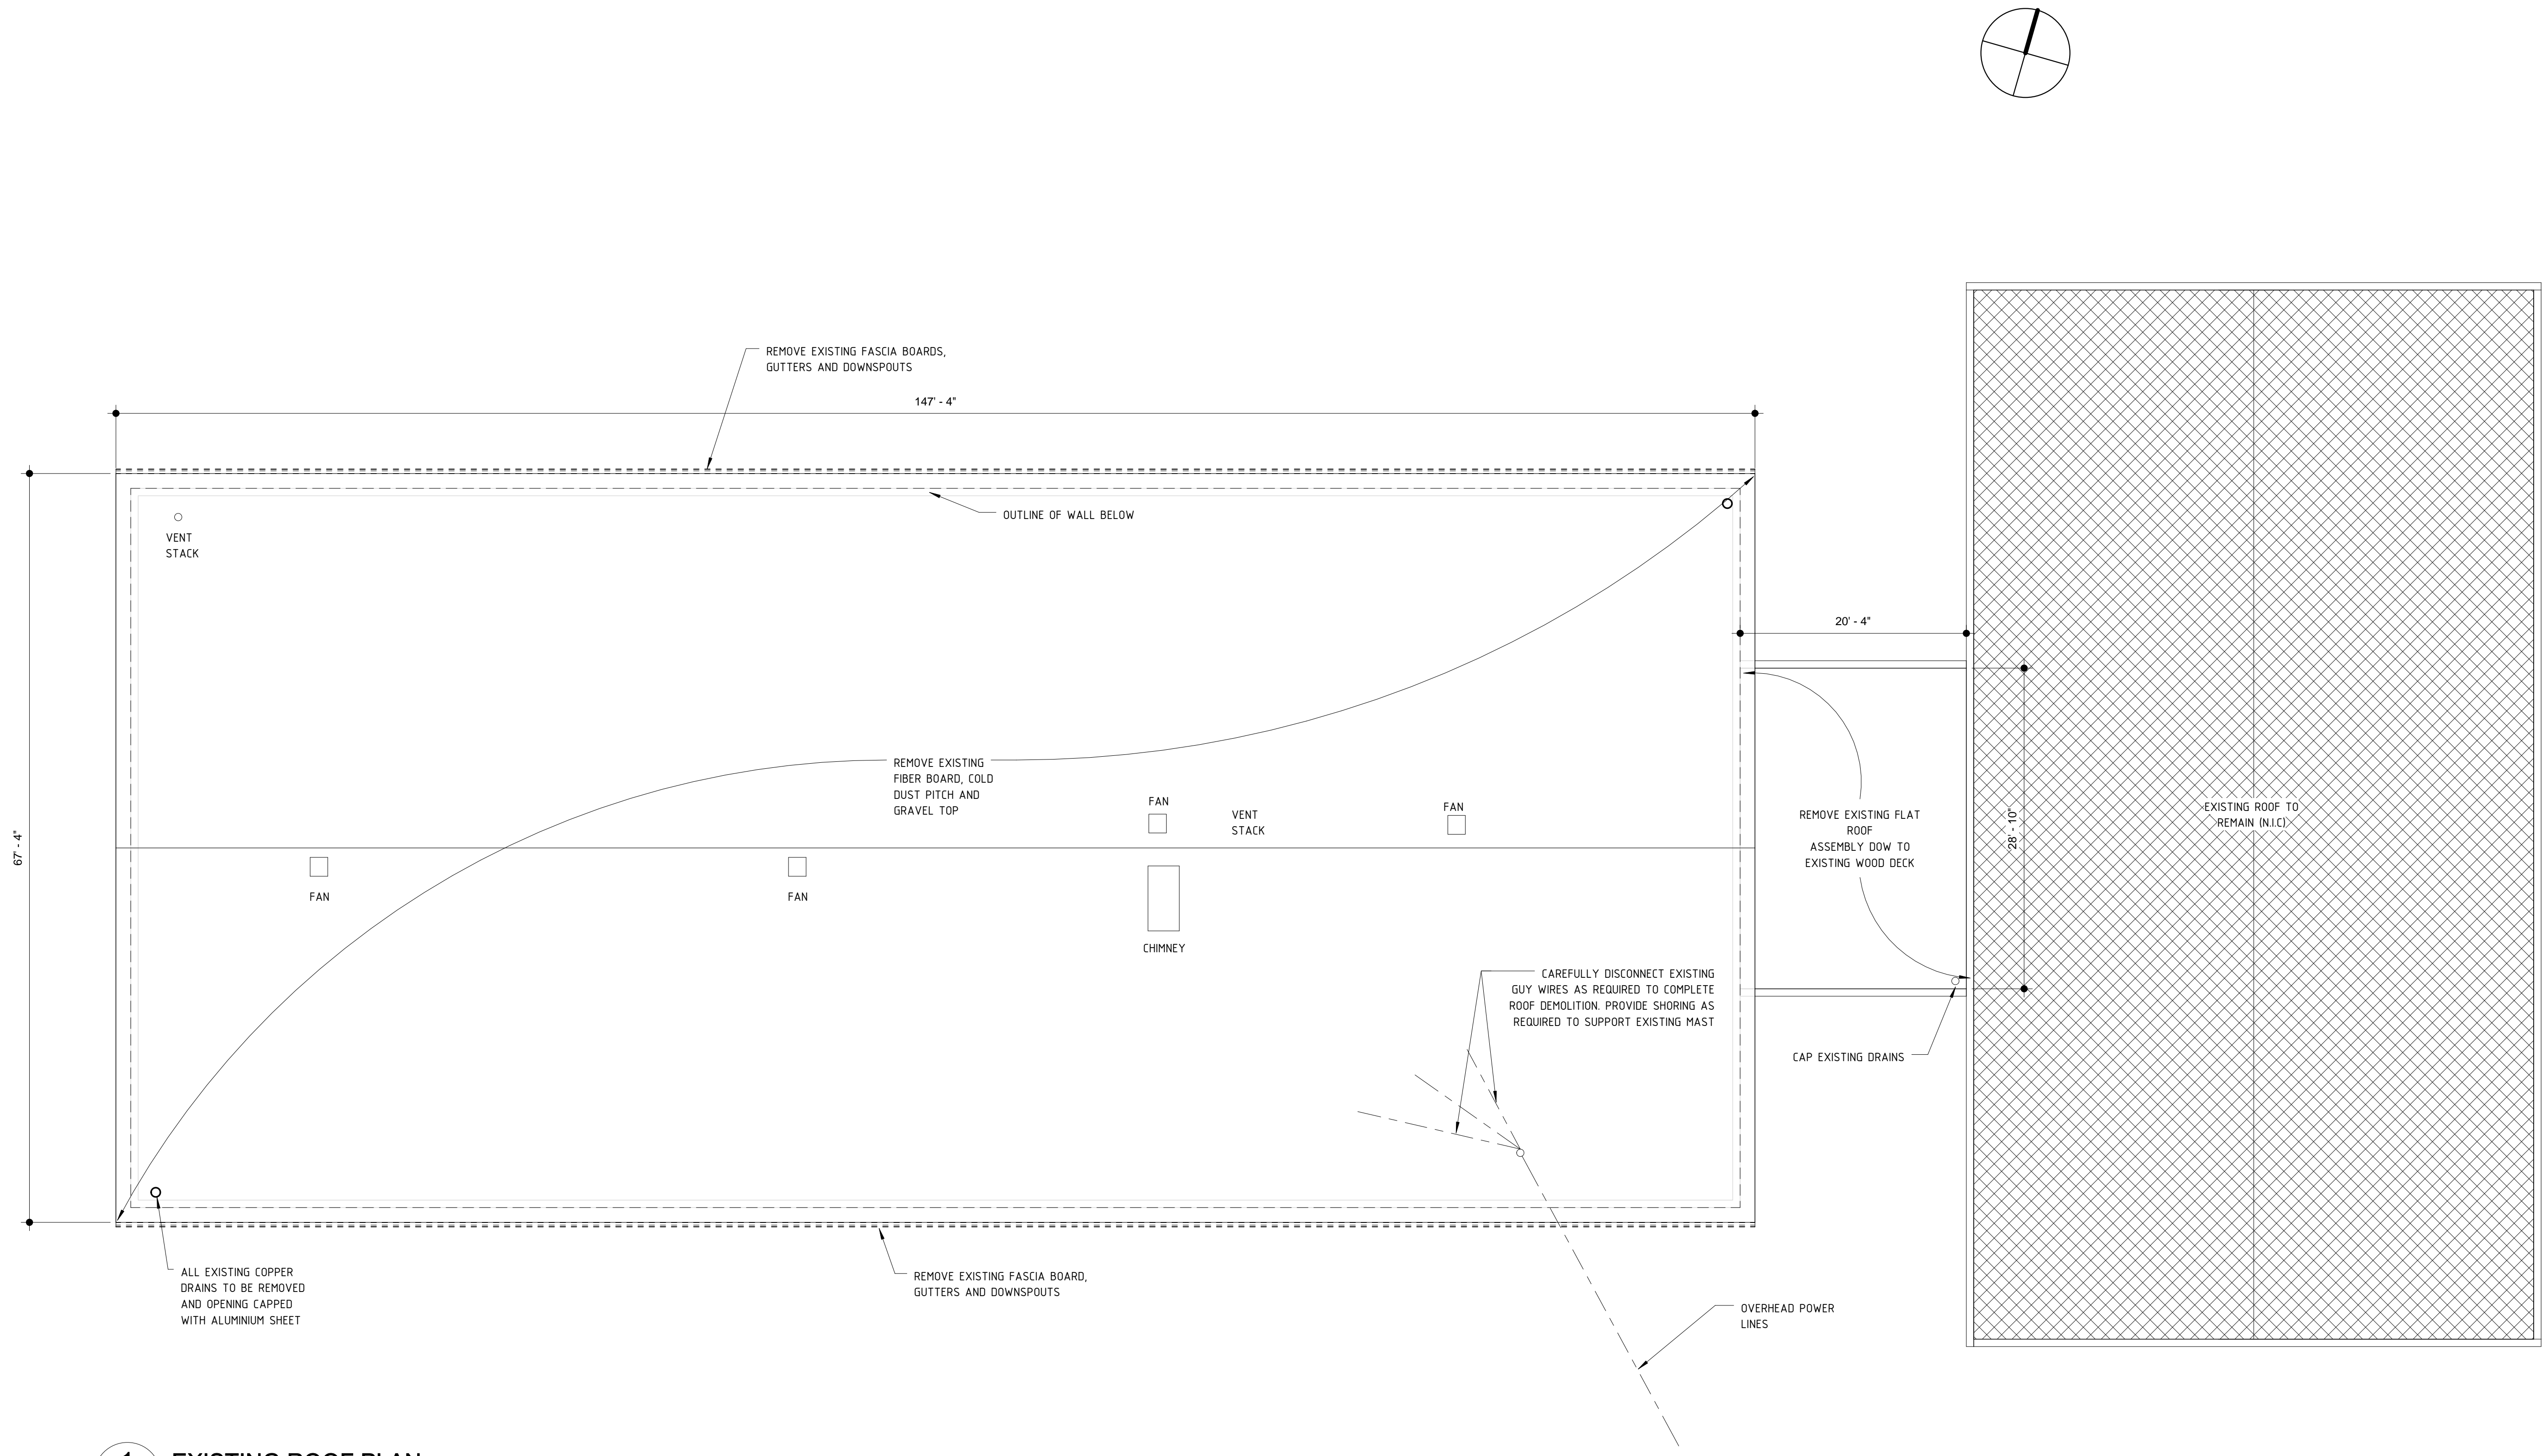 REMOVE EXISTING FASCIA BOARDS,
GUTTERS AND DOWNSPOUTS
147' - 4"
OUTLINE OF WALL BELOW
VENT
STACK
20' - 4"
67' - 4"
REMOVE EXISTING
FIBER BOARD, COLD
DUST PITCH AND
GRAVEL TOP
FAN
VENT
STACK
FAN
FAN
FAN
CHIMNEY
REMOVE EXISTING FLAT
ROOF
ASSEMBLY DOW TO
EXISTING WOOD DECK
28' - 10"
EXISTING ROOF TO
REMAIN (N.I.C)
CAREFULLY DISCONNECT EXISTING
GUY WIRES AS REQUIRED TO COMPLETE
ROOF DEMOLITION. PROVIDE SHORING AS
REQUIRED TO SUPPORT EXISTING MAST
CAP EXISTING DRAINS
ALL EXISTING COPPER
DRAINS TO BE REMOVED
AND OPENING CAPPED
WITH ALUMINIUM SHEET
REMOVE EXISTING FASCIA BOARD,
GUTTERS AND DOWNSPOUTS
OVERHEAD POWER
LINES
1 EXISTING ROOF PLAN